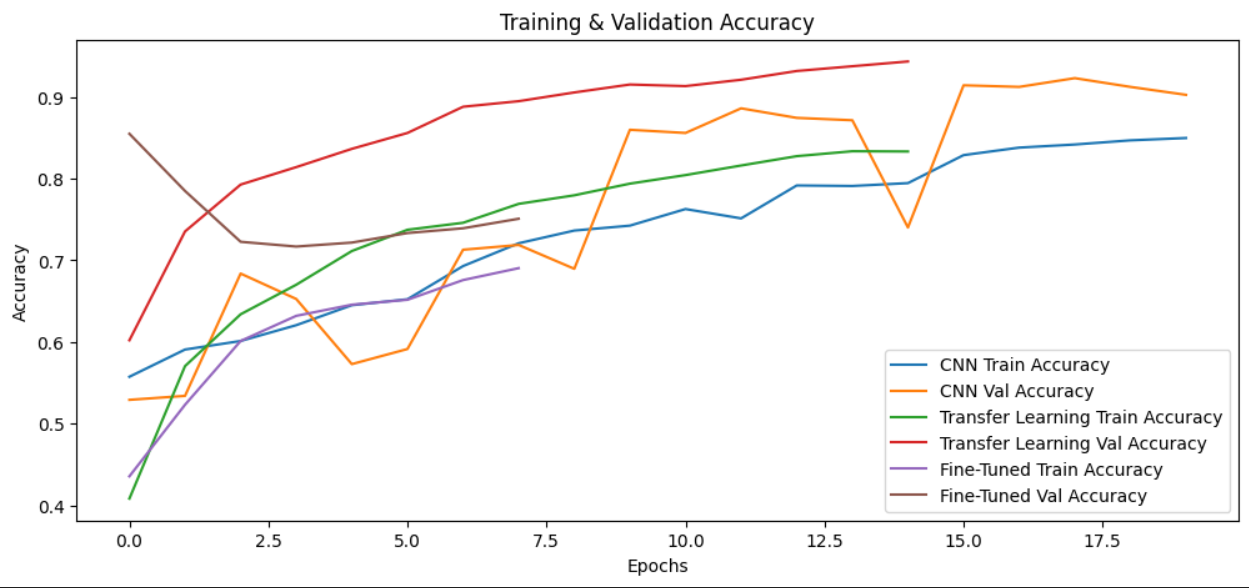 Training & Validation Accuracy
Accuracy
0.9
0.8
0.7
0.6
0.5
0.4
0.0 2.5 5.0 7.5 10.0 12.5 15.0 17.5
Epochs
CNN Train Accuracy
CNN Val Accuracy
Transfer Learning Train Accuracy
Transfer Learning Val Accuracy
Fine-Tuned Train Accuracy
Fine-Tuned Val Accuracy